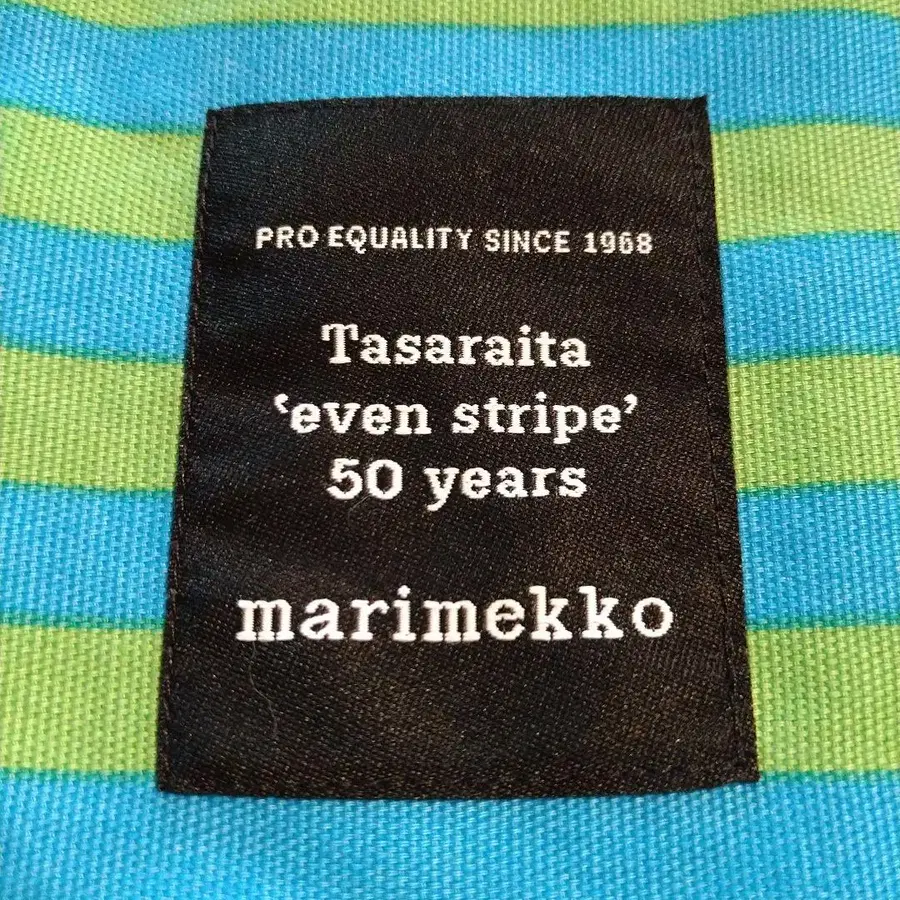 PRO EQUALITY SINCE 1968
Tasaraita
‘even stripe’
50 years
marimekko